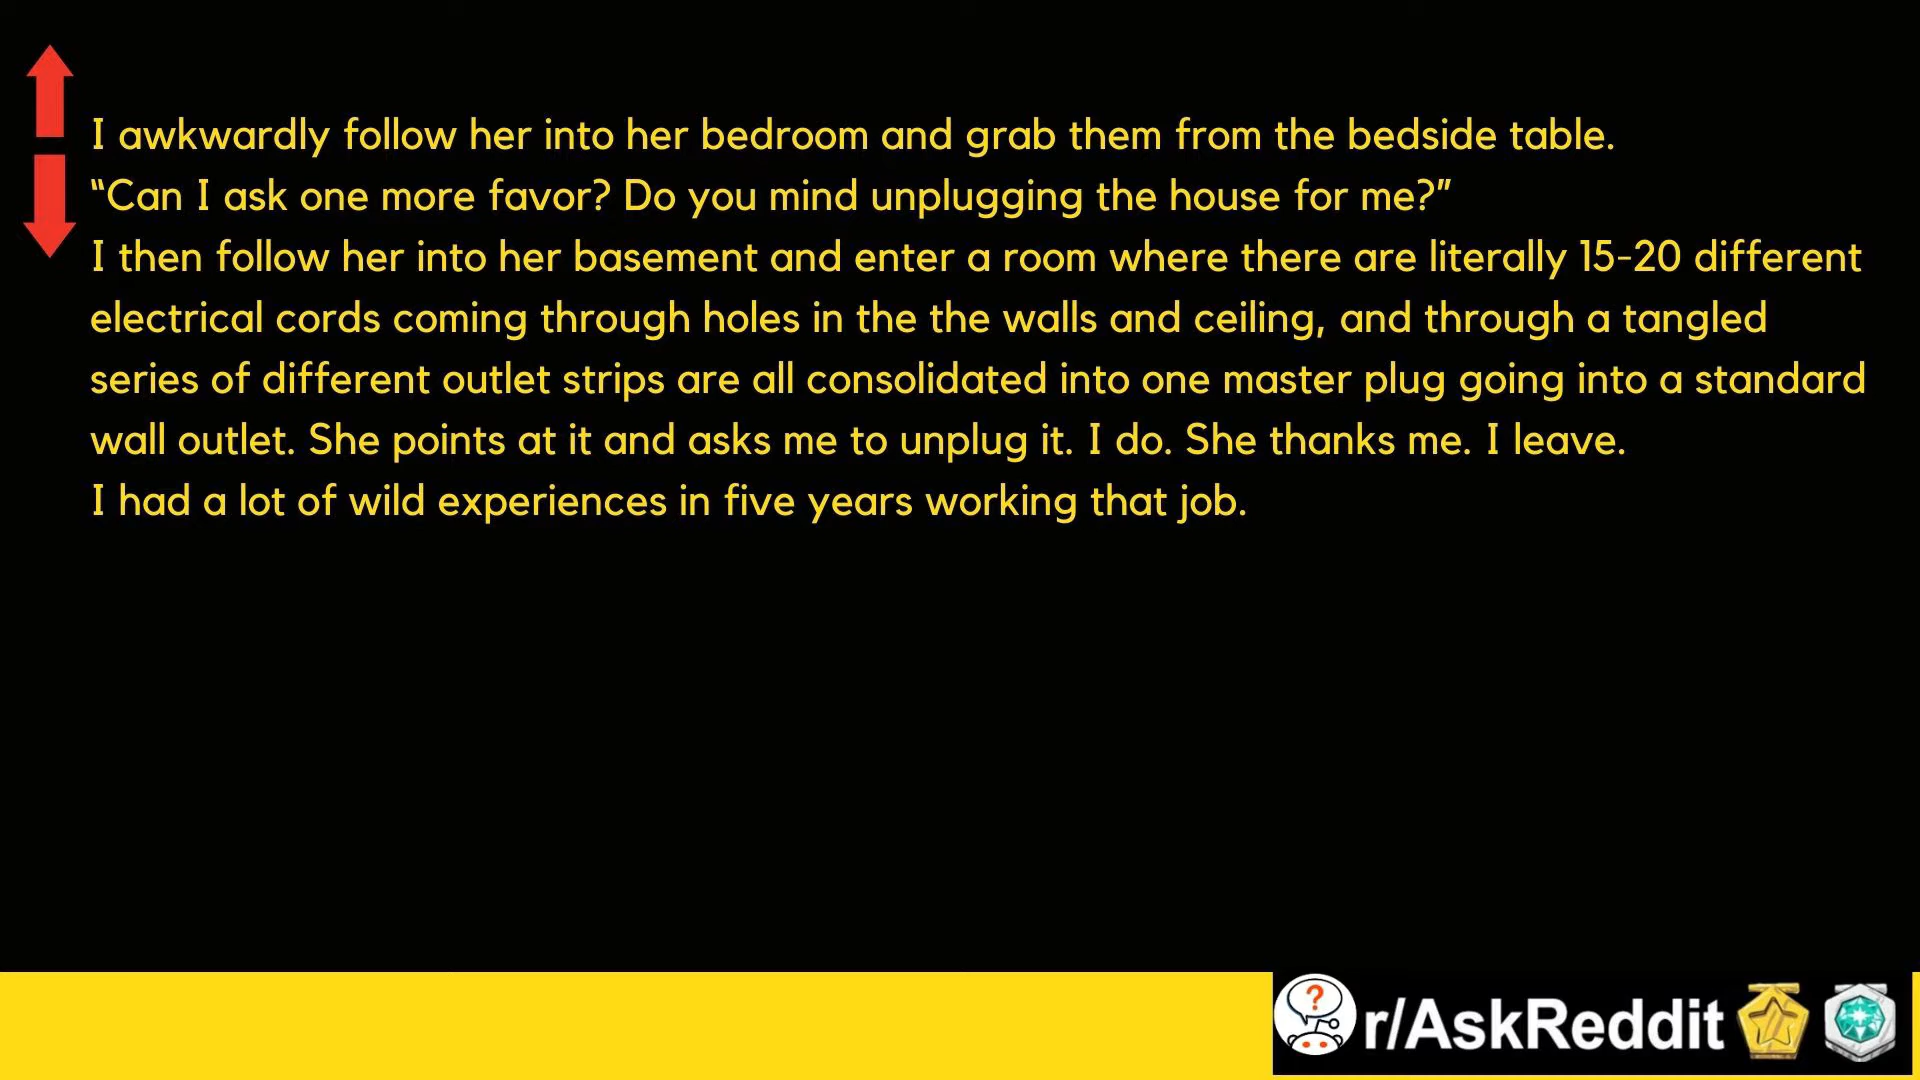 I awkwardly follow her into her bedroom and grab them from the bedside table.
“Can I ask one more favor? Do you mind unplugging the house for me?”
I then follow her into her basement and enter a room where there are literally 15-20 different
electrical cords coming through holes in the the walls and ceiling, and through a tangled
series of different outlet strips are all consolidated into one master plug going into a standard
wall outlet. She points at it and asks me to unplug it. I do. She thanks me. I leave.
I had a lot of wild experiences in five years working that job.
?
r/AskReddit